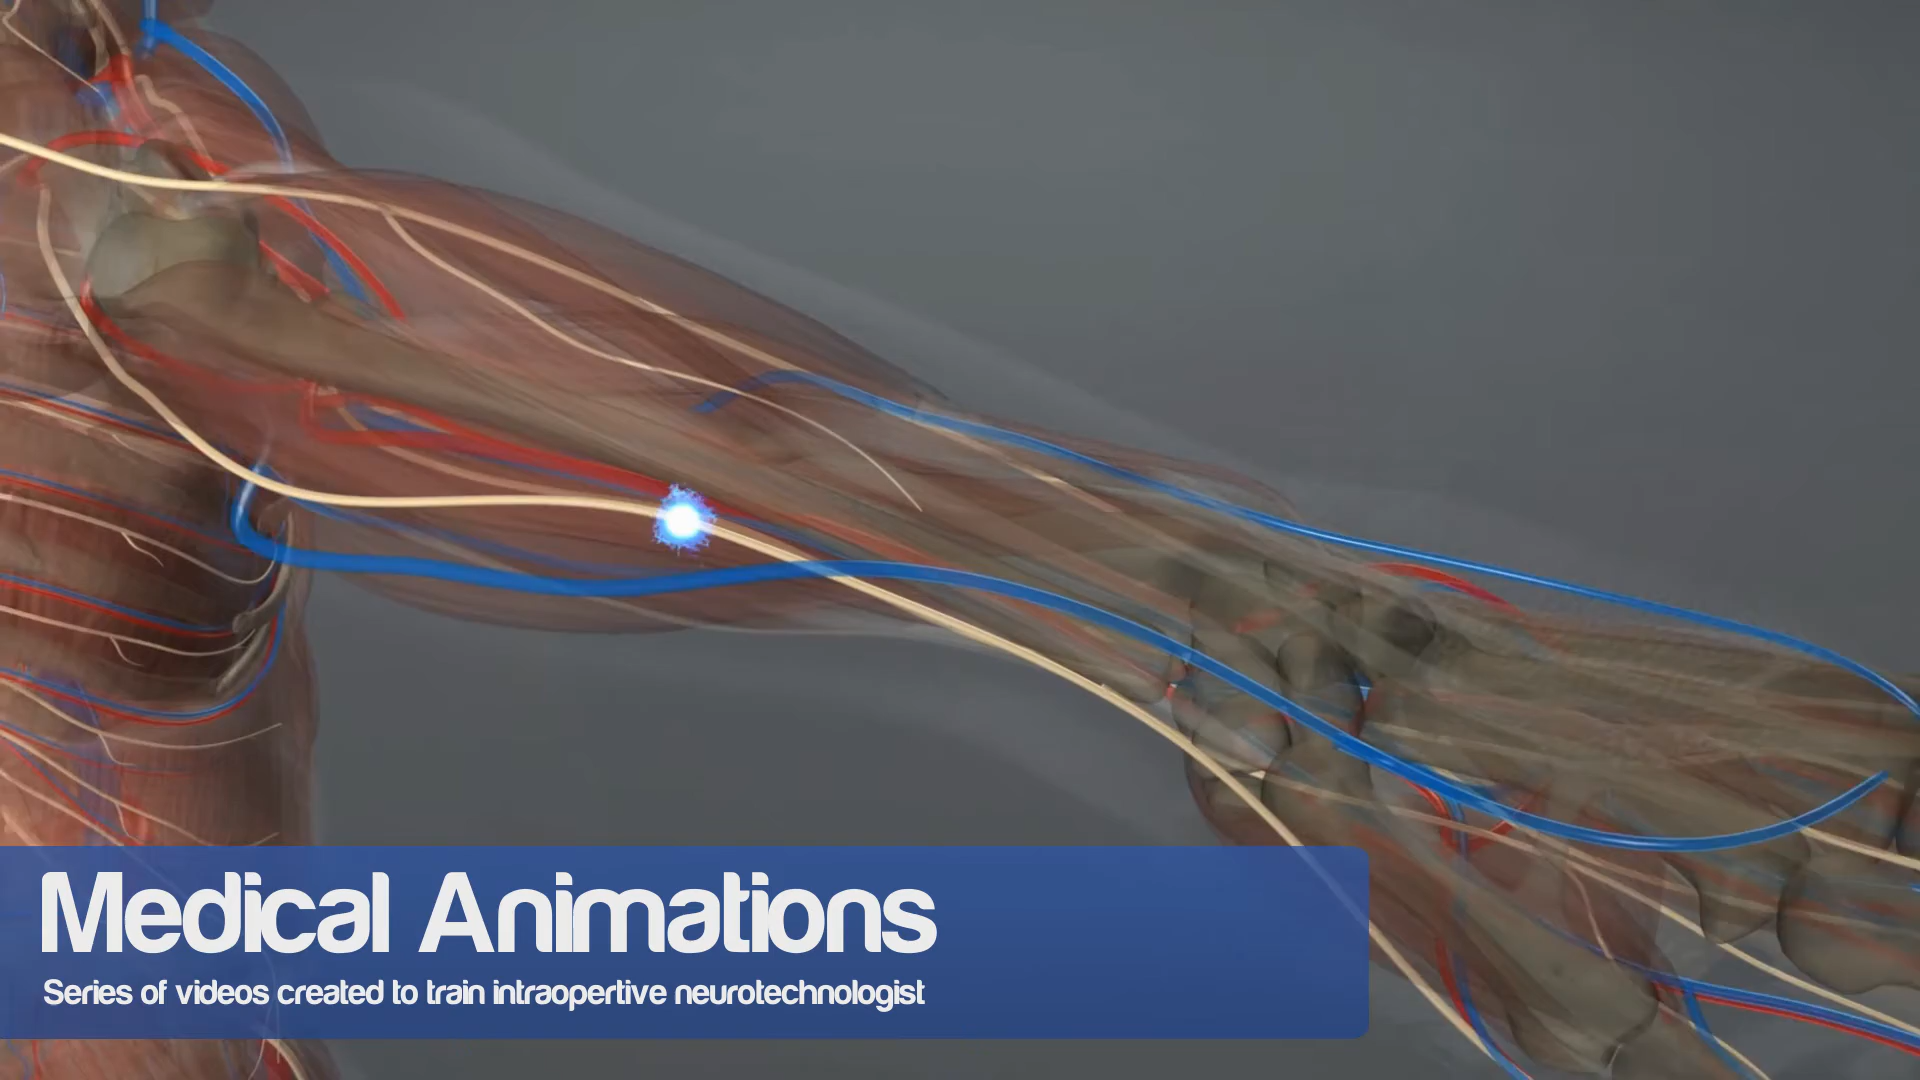 Medical Animations
Series of videos created to train intraopertive neurotechnologist